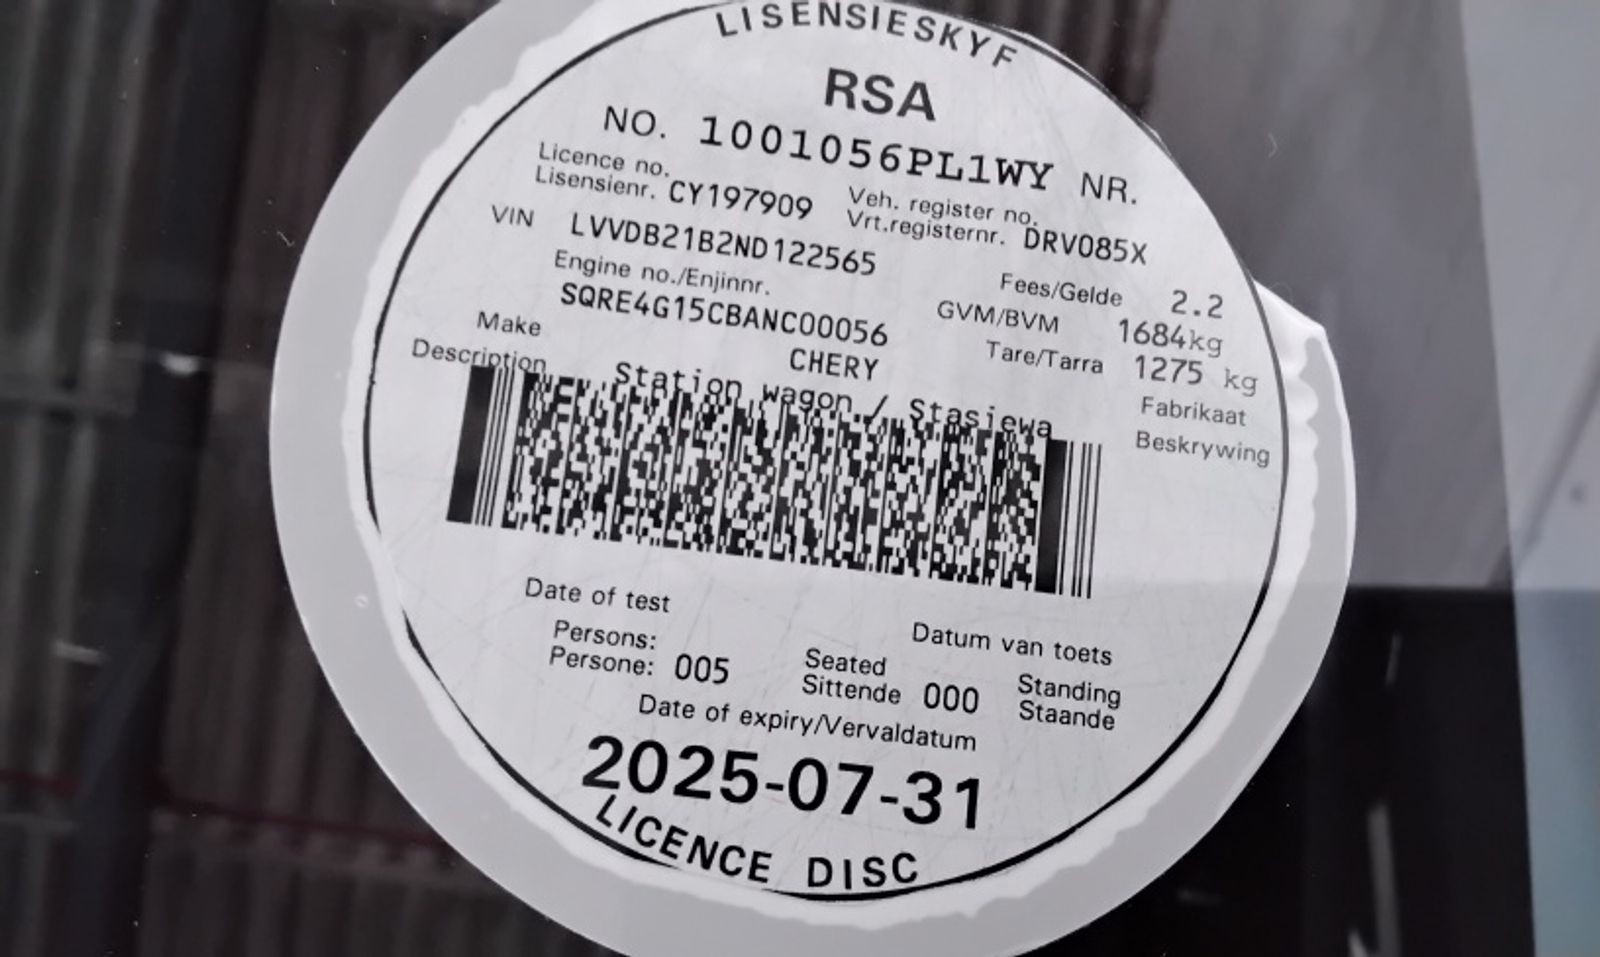 LISENSIESKYF
RSA
NO. 1001056PL1WY NR.
Licence no. Veh. register no.
Lisensienr. CY197909 Vrt.registernr. DRV085X
VIN LVVDB21B2ND122565
Engine no./Enjinnr. Fees/Gelde 2.2
SQRE4G15CBANC00056 GVM/BVM 1684kg
Tare/Tarra 1275 kg
Make CHERY Fabrikaat
Description Station wagon / Stasiewa Beskrywing
Date of test Datum van toets
Persons: Seated Standing
Persone: 005 Sittende 000 Staande
Date of expiry/Vervaldatum
2025-07-31
LICENCE DISC